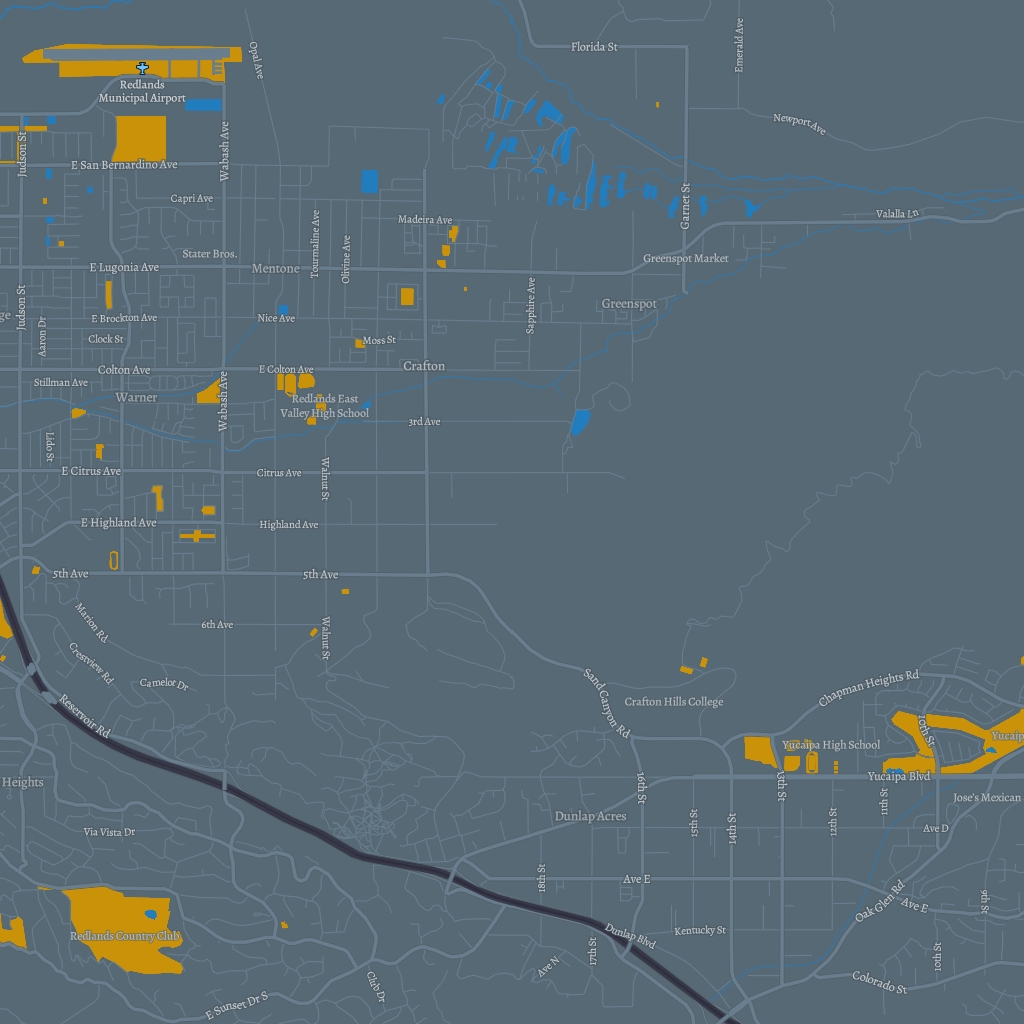 Florida St
Emerald Ave
Opal Ave
Redlands
Municipal Airport
Newport Ave
Judson St
Wabash Ave
E San Bernardino Ave
Capri Ave
Garnet St
Valalla Ln
Madeira Ave
Tourmaline Ave
Olivine Ave
Stater Bros.
Greenspot Market
E Lugonia Ave
Mentone
Sapphire Ave
Greenspot
Judson St
ge
E Brockton Ave
Nice Ave
Aaron Dr
Clock St
Moss St
Colton Ave
E Colton Ave
Crafton
Stillman Ave
Warner
Wabash Ave
Redlands East
Valley High School
3rd Ave
Lido St
E Citrus Ave
Citrus Ave
Walnut St
E Highland Ave
Highland Ave
5th Ave
5th Ave
Marion Rd
6th Ave
Walnut St
Crestview Rd
Camelot Dr
Sand Canyon Rd
Crafton Hills College
Chapman Heights Rd
Reservoir Rd
10th St
Yucaipa High School
Yucaip
Heights
16th St
13th St
Yucaipa Blvd
11th St
Jose's Mexican
Dunlap Acres
15th St
14th St
12th St
Ave D
Via Vista Dr
18th St
Ave E
Oak Glen Rd
Ave E
9th St
Redlands Country Club
Dunlap Blvd
Kentucky St
17th St
10th St
Ave N
Club Dr
Colorado St
E Sunset Dr S